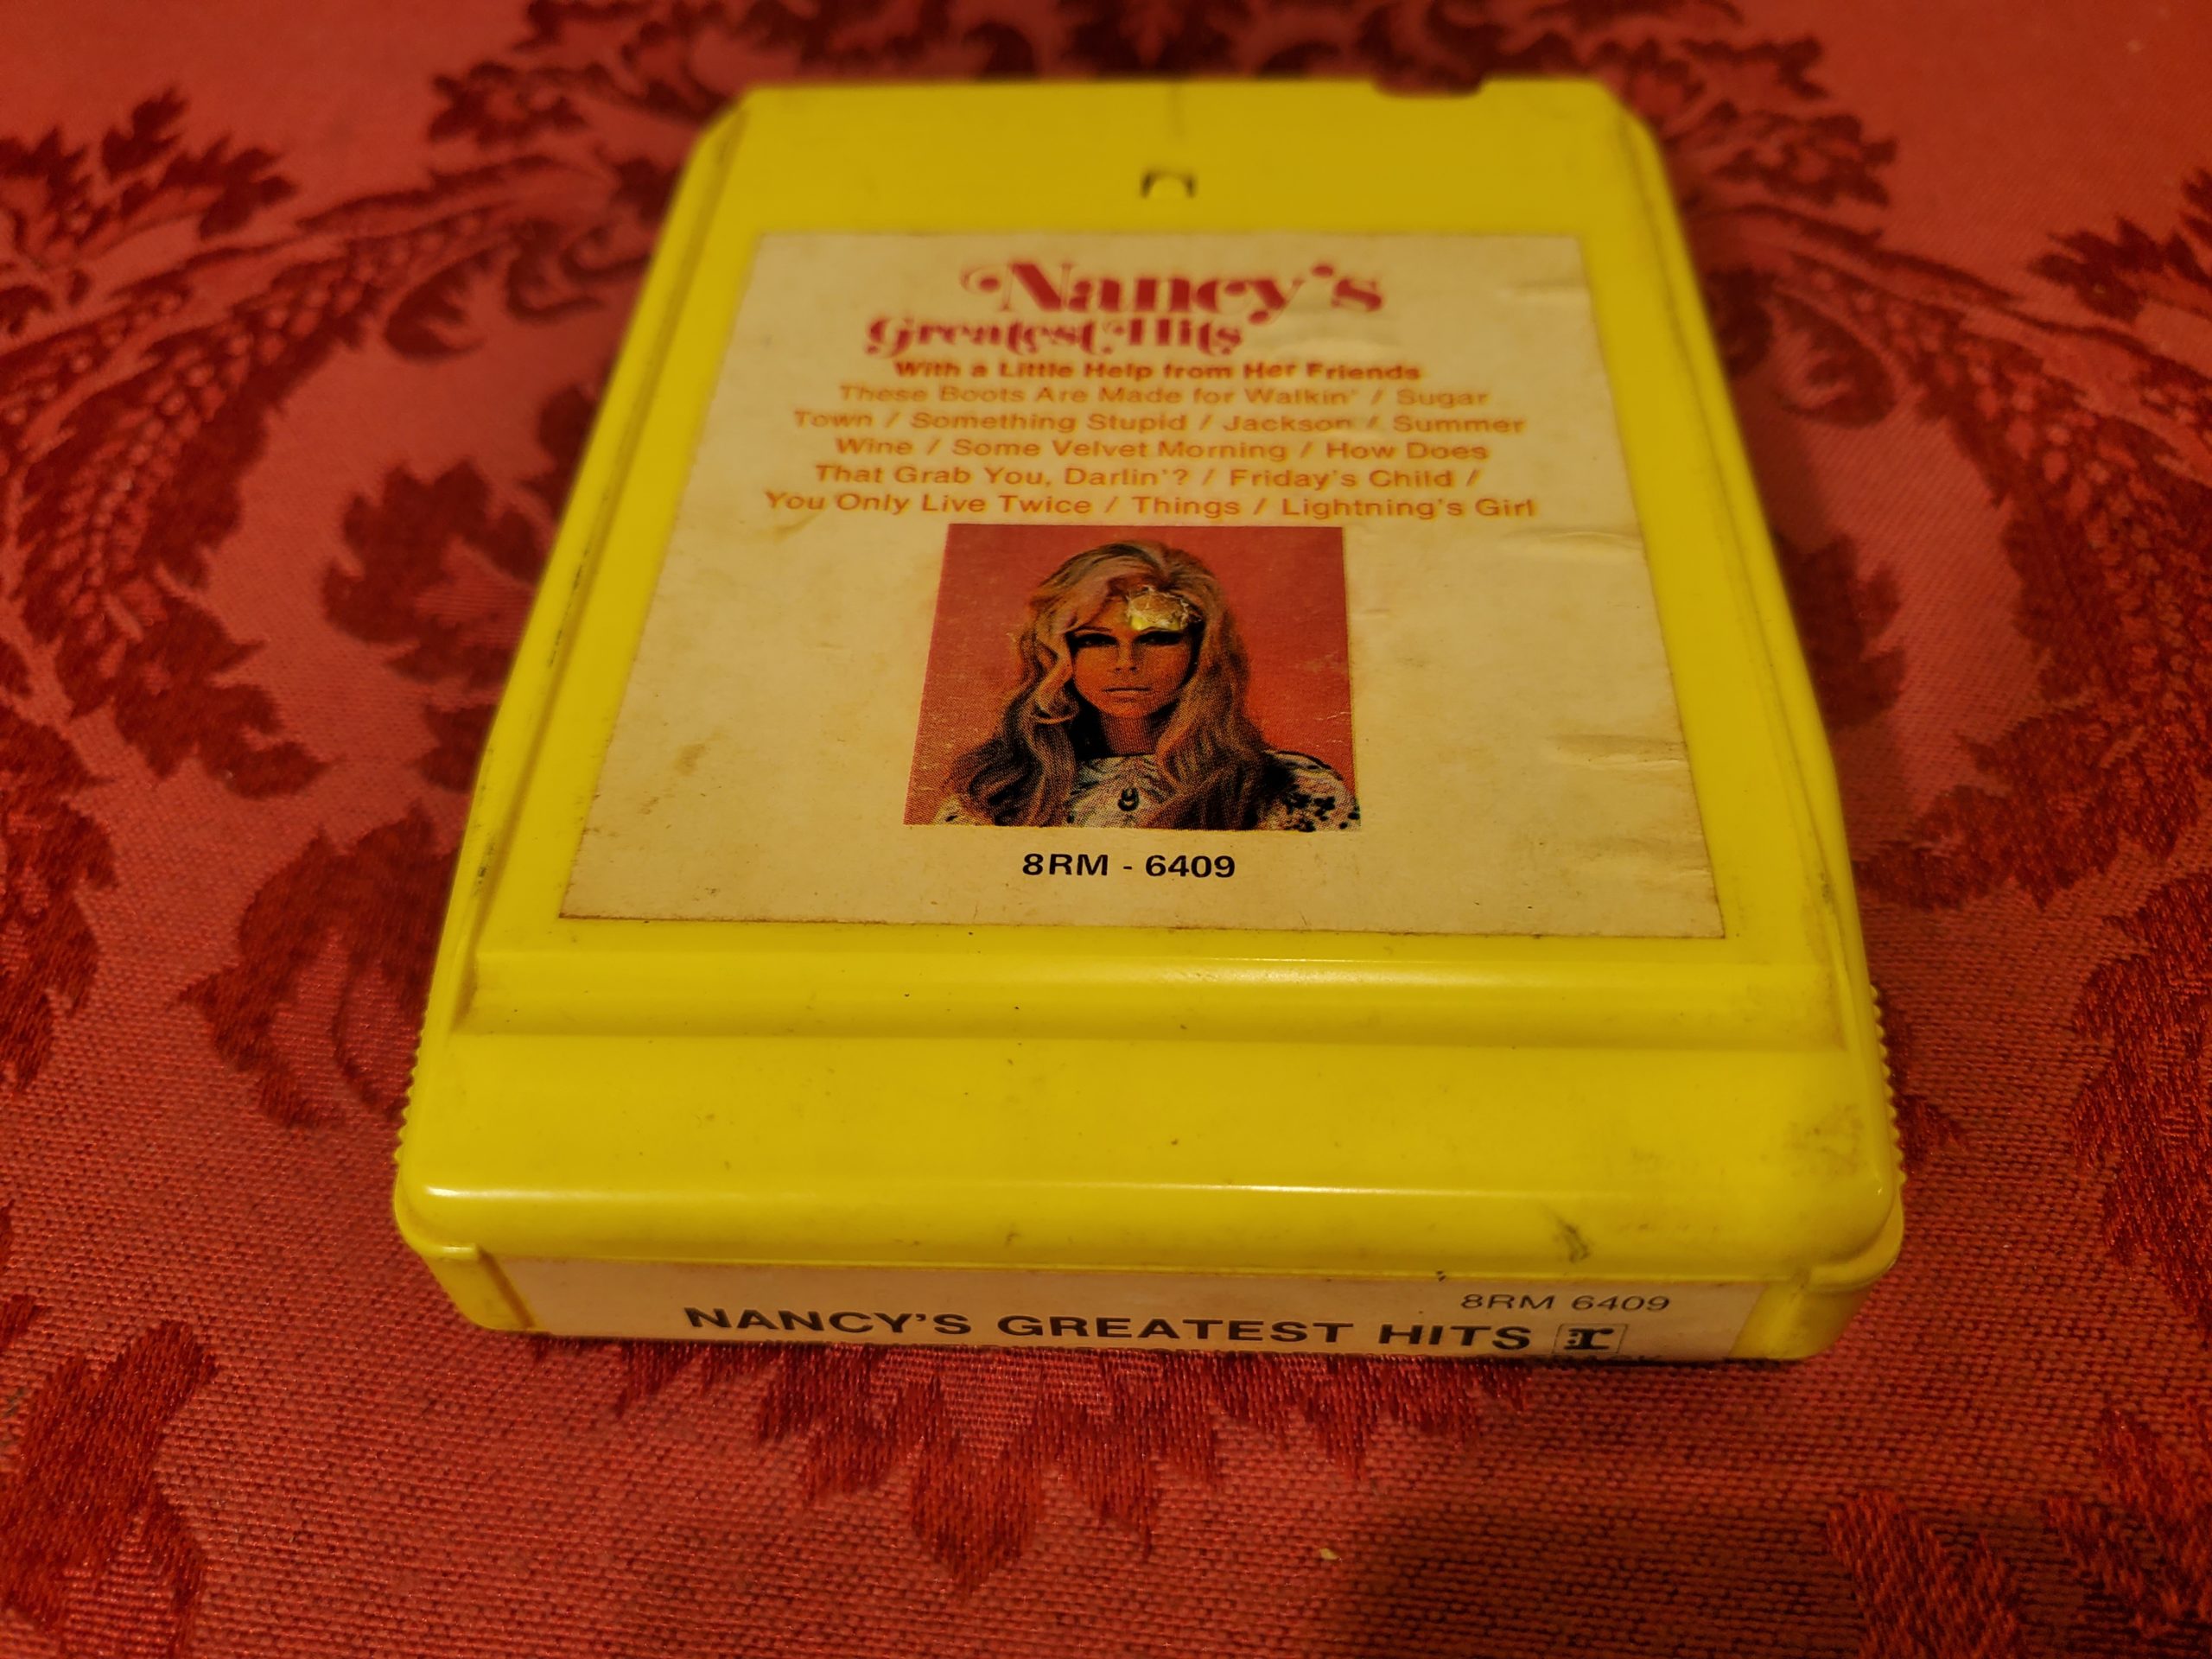 Nancy's
Greatest Hits
With a Little Help from Her Friends
These Boots Are Made for Walkin' / Sugar
Town / Something Stupid / Jackson / Summer
Wine / Some Velvet Morning / How Does
That Grab You, Darlin'? / Friday's Child /
You Only Live Twice / Things / Lightning's Girl
8RM - 6409
8RM 6409
NANCY'S GREATEST HITS :r